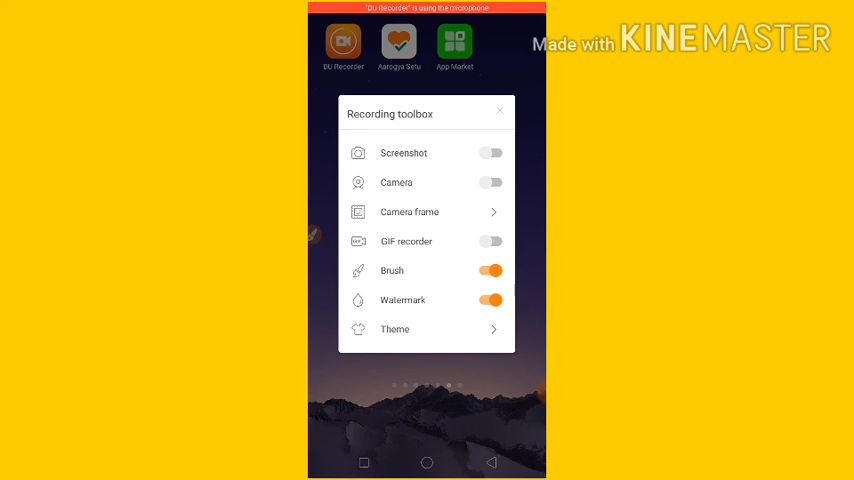 "DU Recorder" is using the microphone
Made with KINEMASTER
DU Recorder
Aarogya Setu
App Market
Recording toolbox
Screenshot
Camera
Camera frame
GIF recorder
Brush
Watermark
Theme